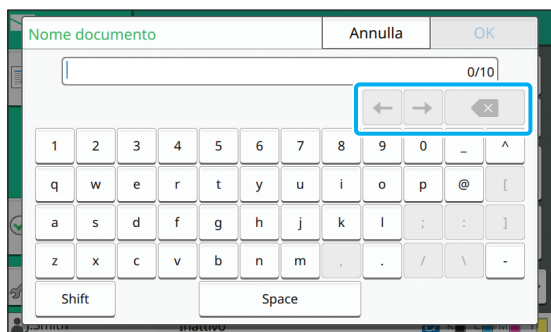 Nome documento Annulla OK
0/10
← →
1 2 3 4 5 6 7 8 9 0 _ ^
q w e r t y u i o p @ [
a s d f g h j k l ; : ]
z x c v b n m , . / \ -
Shift Space
J.Smith Inattivo K C M Y